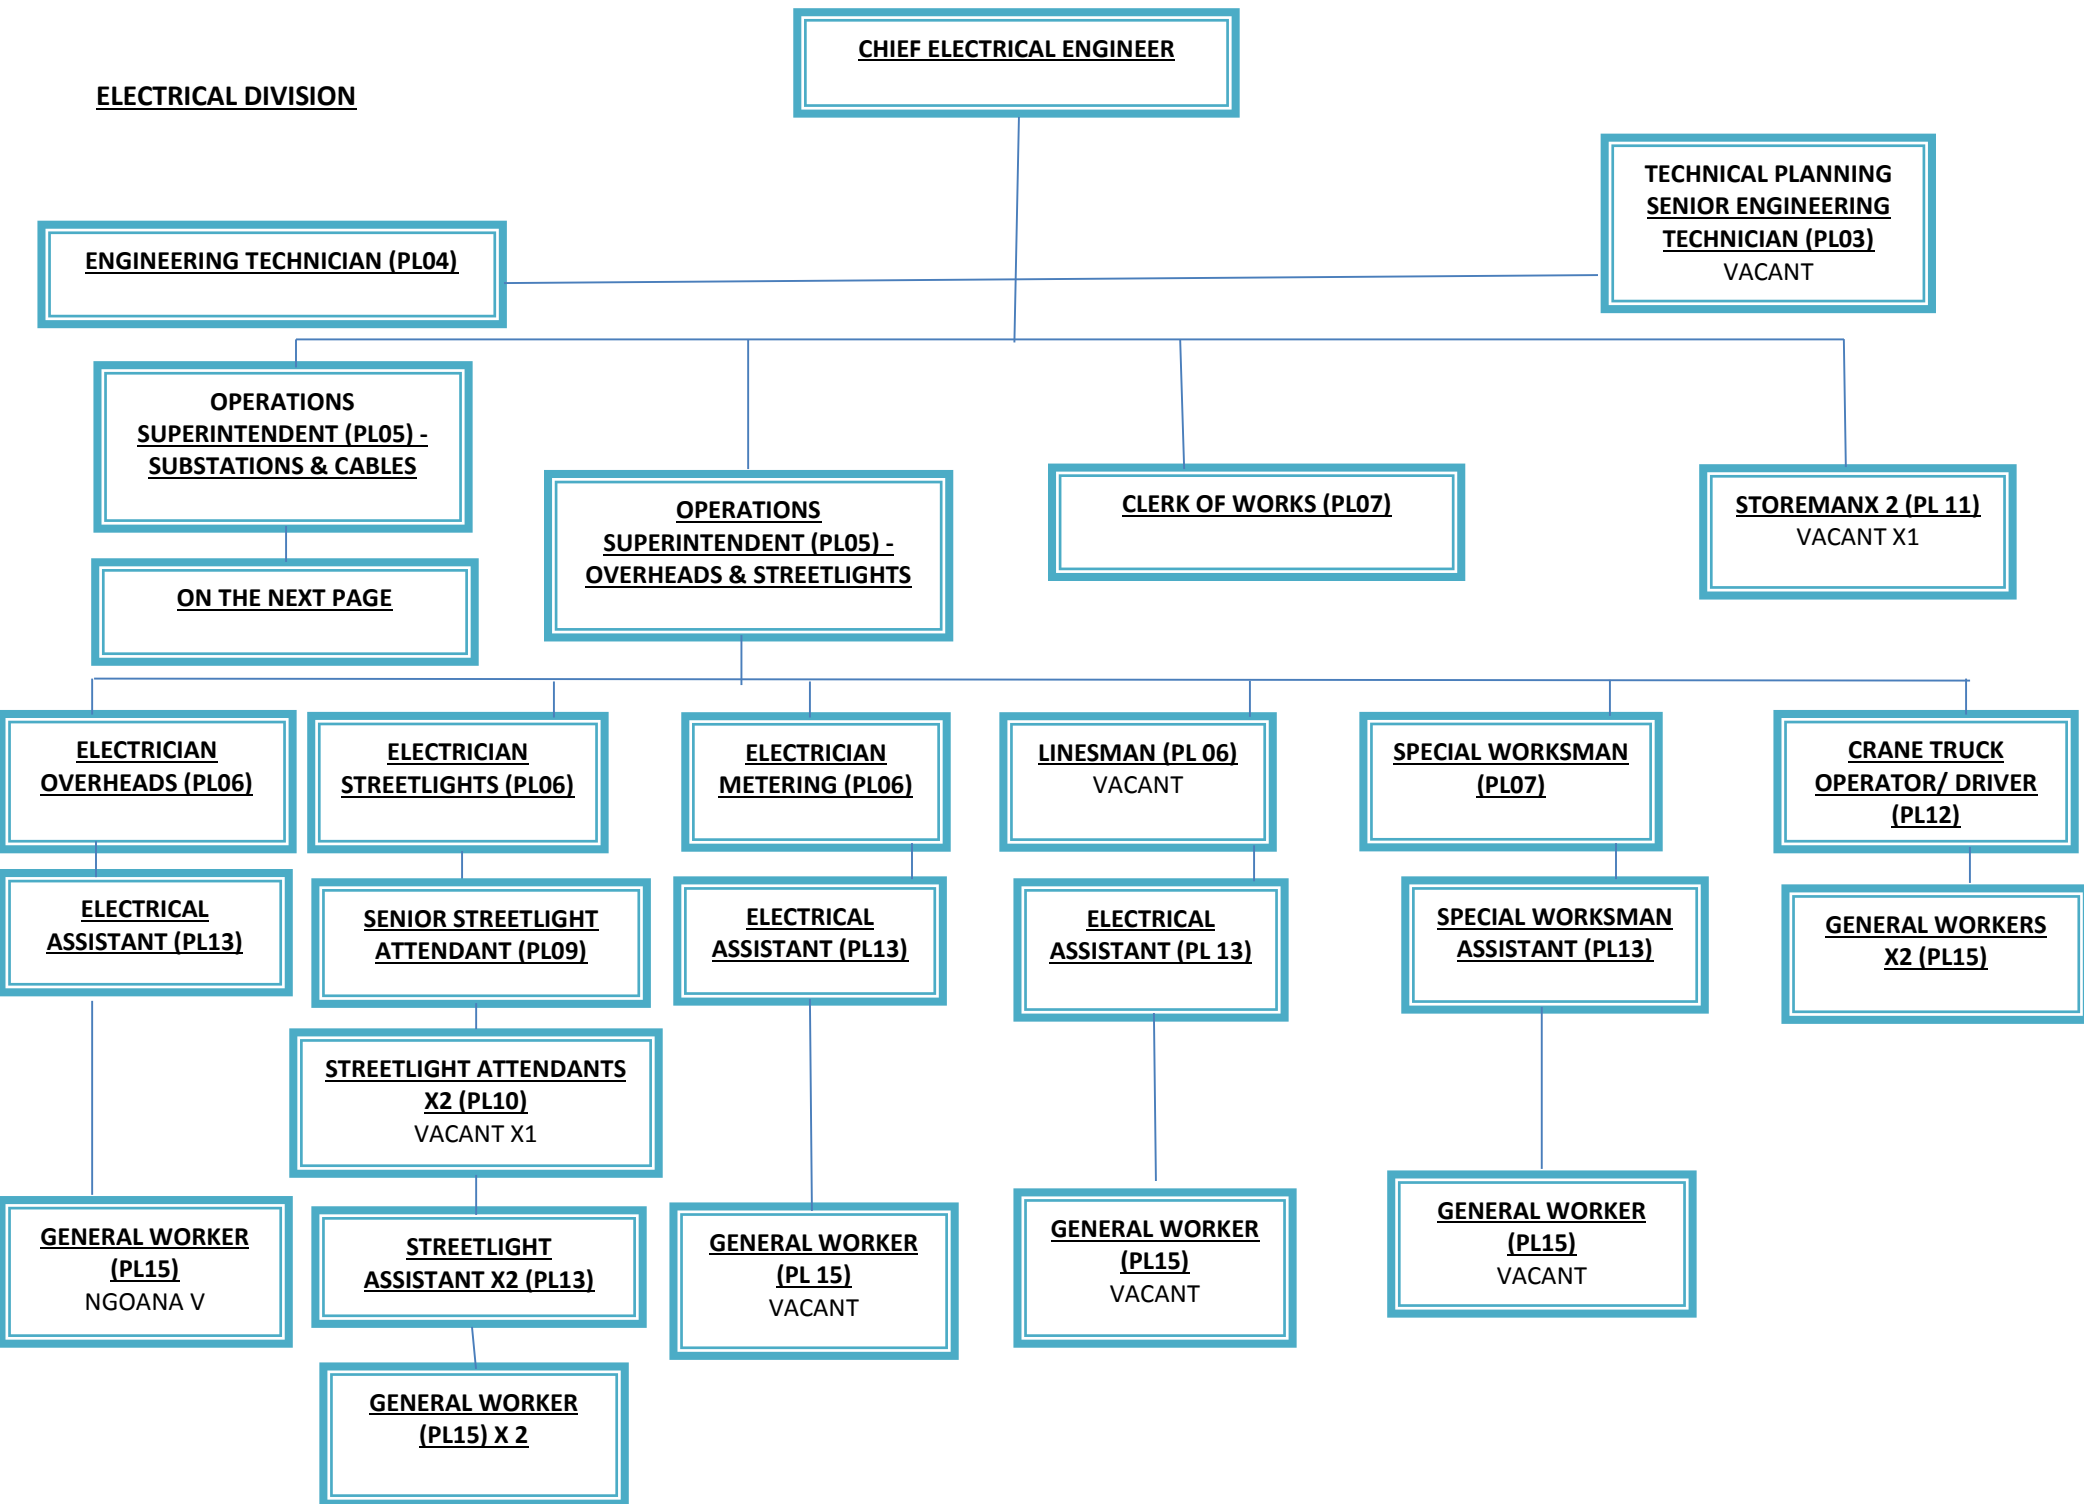 CHIEF ELECTRICAL ENGINEER
ELECTRICAL DIVISION
TECHNICAL PLANNING
SENIOR ENGINEERING
TECHNICIAN (PL03)
VACANT
ENGINEERING TECHNICIAN (PL04)
OPERATIONS
SUPERINTENDENT (PL05) -
SUBSTATIONS & CABLES
ON THE NEXT PAGE
OPERATIONS
SUPERINTENDENT (PL05) -
OVERHEADS & STREETLIGHTS
CLERK OF WORKS (PL07)
STOREMANX 2 (PL 11)
VACANT X1
ELECTRICIAN
OVERHEADS (PL06)
ELECTRICIAN
STREETLIGHTS (PL06)
ELECTRICIAN
METERING (PL06)
LINESMAN (PL 06)
VACANT
SPECIAL WORKSMAN
(PL07)
CRANE TRUCK
OPERATOR/ DRIVER
(PL12)
ELECTRICAL
ASSISTANT (PL13)
SENIOR STREETLIGHT
ATTENDANT (PL09)
ELECTRICAL
ASSISTANT (PL13)
ELECTRICAL
ASSISTANT (PL 13)
SPECIAL WORKSMAN
ASSISTANT (PL13)
GENERAL WORKERS
X2 (PL15)
STREETLIGHT ATTENDANTS
X2 (PL10)
VACANT X1
GENERAL WORKER
(PL15)
NGOANA V
STREETLIGHT
ASSISTANT X2 (PL13)
GENERAL WORKER
(PL 15)
VACANT
GENERAL WORKER
(PL15)
VACANT
GENERAL WORKER
(PL15)
VACANT
GENERAL WORKER
(PL15) X 2